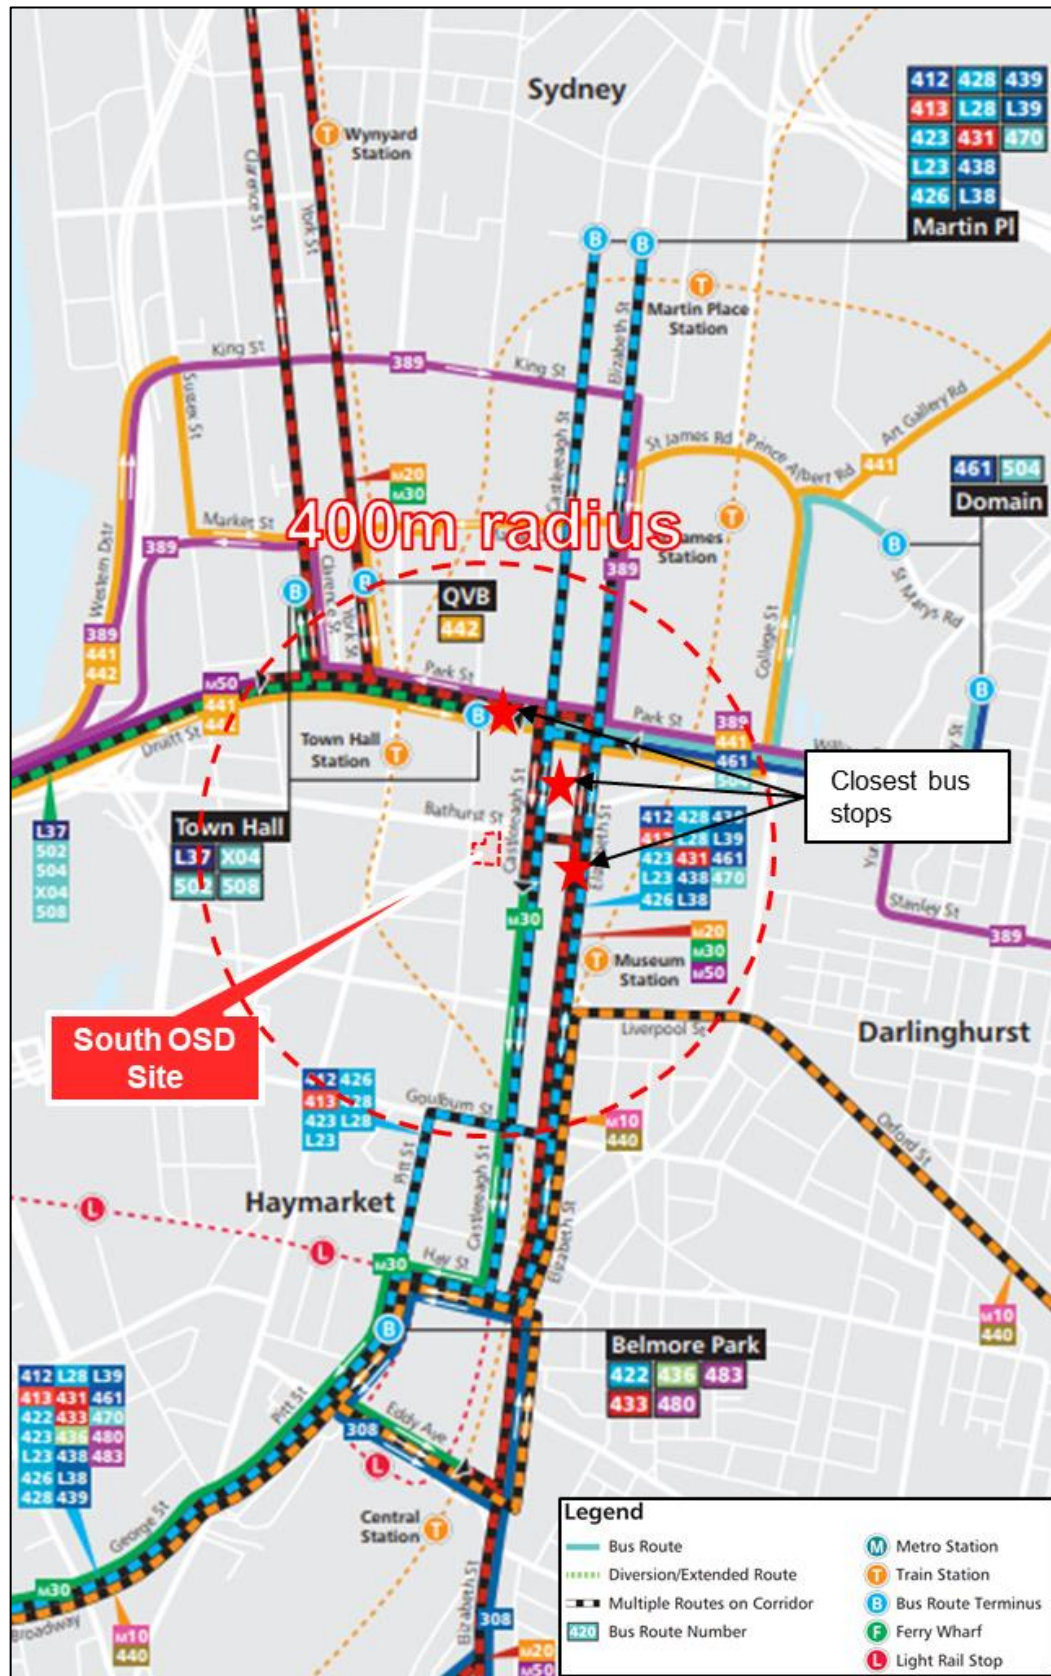 Sydney
412 428 439
413 L28 L39
423 431 470
L23 438
426 L38
Martin Pl
Wynyard
Station
Clarence St
York St
Martin Place
Station
Elizabeth St
King St
389
King St
Sussex St
Castlereagh St
St James Rd
Prince Albert Rd
Art Gallery Rd
441
461 504
Domain
M20
M30
Market St
400m radius
Station
389
Western Dstr
Clarence St
York St
QVB
442
389
College St
St Marys Rd
389
441
442
M50
441
Druitt St
Park St
Park St
389
441
461
Town Hall
Station
Closest bus
stops
Bathurst St
Castlereagh St
Elizabeth St
L37
502
504
X04
508
Town Hall
L37 X04
502 508
412 428 439
413 L28 L39
423 431 461
L23 438 470
426 L38
Stanley St
389
M30
M20
M30
M50
Museum
Station
Liverpool St
South OSD
Site
Darlinghurst
412 426
413 428
423 L28
L23
Goulburn St
M10
440
Oxford St
Pitt St
Haymarket
Castlereagh St
Elizabeth St
M30
Hay St
M10
440
Belmore Park
422 436 483
433 480
412 L28 L39
413 431 461
422 433 470
423 436 480
L23 438 483
426 L38
428 439
Pitt St
Eddy Ave
308
George St
Central
Station
M30
Broadway
M10
440
Elizabeth St
308
M20
M50
Legend
Bus Route
Diversion/Extended Route
Multiple Routes on Corridor
420 Bus Route Number
M Metro Station
T Train Station
B Bus Route Terminus
F Ferry Wharf
L Light Rail Stop